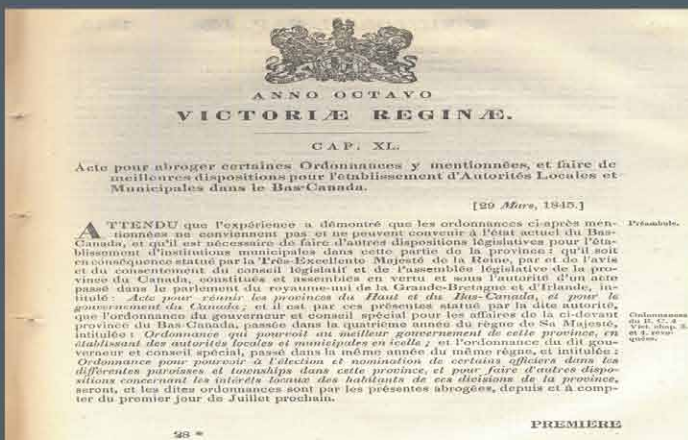 ANNO OCTAVO
VICTORIÆ REGINÆ.
CAP. XL.
Acte pour abroger certaines Ordonnances y mentionnées, et faire de
meilleures dispositions pour l'établissement d'Autorités Locales et
Municipales dans le Bas-Canada.
[29 Mars, 1845.]
ATTENDU que l'expérience a démontré que les ordonnances ci-après men-
tionnées ne conviennent pas et ne peuvent convenir à l'état actuel du Bas-
Canada, et qu'il est nécessaire de faire d'autres dispositions législatives pour l'éta-
blissement d'institutions municipales dans cette partie de la province : qu'il soit
en conséquence statué par la Très-Excellente Majesté de la Reine, par et de l'avis
et du consentement du conseil législatif et de l'assemblée législative de la pro-
vince du Canada, constitués et assemblés en vertu et sous l'autorité d'un acte
passé dans le parlement du royaume-uni de la Grande-Bretagne et d'Irlande, in-
titulé : Acte pour réunir les provinces du Haut et du Bas-Canada, et pour le
gouvernement du Canada ; et il est par ces présentes statué par la dite autorité,
que l'ordonnance du gouverneur et conseil spécial pour les affaires de la ci-devant
province du Bas-Canada, passée dans la quatrième année du règne de Sa Majesté,
intitulée : Ordonnance qui pourvoit au meilleur gouvernement de cette province, en
établissant des autorités locales et municipales en icelle ; et l'ordonnance du dit gou-
verneur et conseil spécial, passé dans la même année du même règne, et intitulée :
Ordonnance pour pourvoir à l'élection et nomination de certains officiers dans les
différentes paroisses et townships dans cette province, et pour faire d'autres dispo-
sitions concernant les intérêts locaux des habitants de ces divisions de la province,
seront, et les dites ordonnances sont par les présentes abrogées, depuis et à comp-
ter du premier jour de Juillet prochain.
Préambule.
Ordonnances
du B. C. 4
Vict. chap. 3.
et 4. révo-
quées.
28 *
PREMIERE